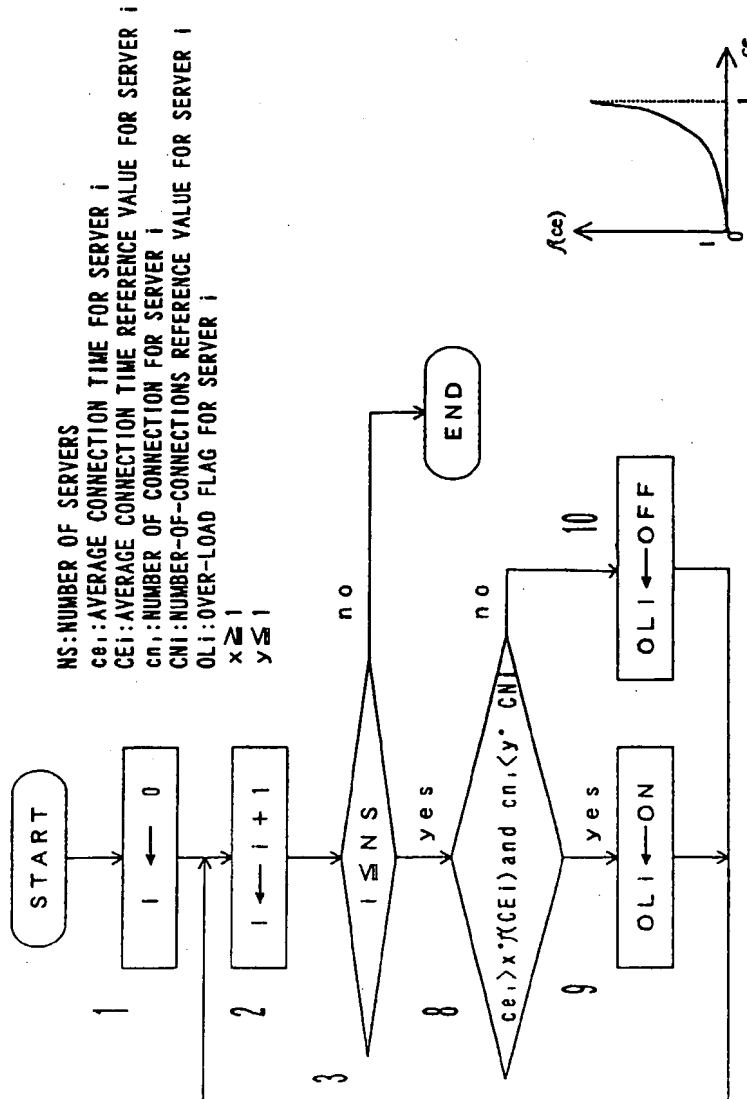 NS:NUMBER OF SERVERS
cei:AVERAGE CONNECTION TIME FOR SERVER i
CEi:AVERAGE CONNECTION TIME REFERENCE VALUE FOR SERVER i
cni:NUMBER OF CONNECTION FOR SERVER i
CNi:NUMBER-OF-CONNECTIONS REFERENCE VALUE FOR SERVER i
OLi:OVER-LOAD FLAG FOR SERVER i
x≧1
y≦1
START
1
i ← 0
2
i ← i + 1
3
i ≦ NS
no
yes
END
8
cei>x*f(CEi)and cni<y* CNi
no
yes
9
OLi←ON
10
OLi←OFF
f(ce)
1
0
1
ce